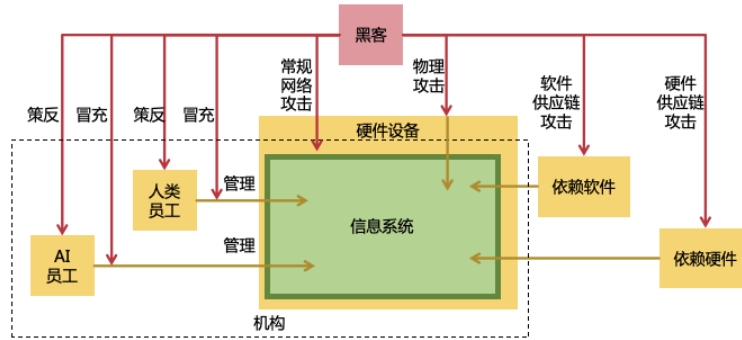 黑客
策反
冒充
策反
冒充
常规
网络
攻击
物理
攻击
软件
供应链
攻击
硬件
供应链
攻击
硬件设备
人类
员工
管理
信息系统
依赖软件
AI
员工
管理
依赖硬件
机构